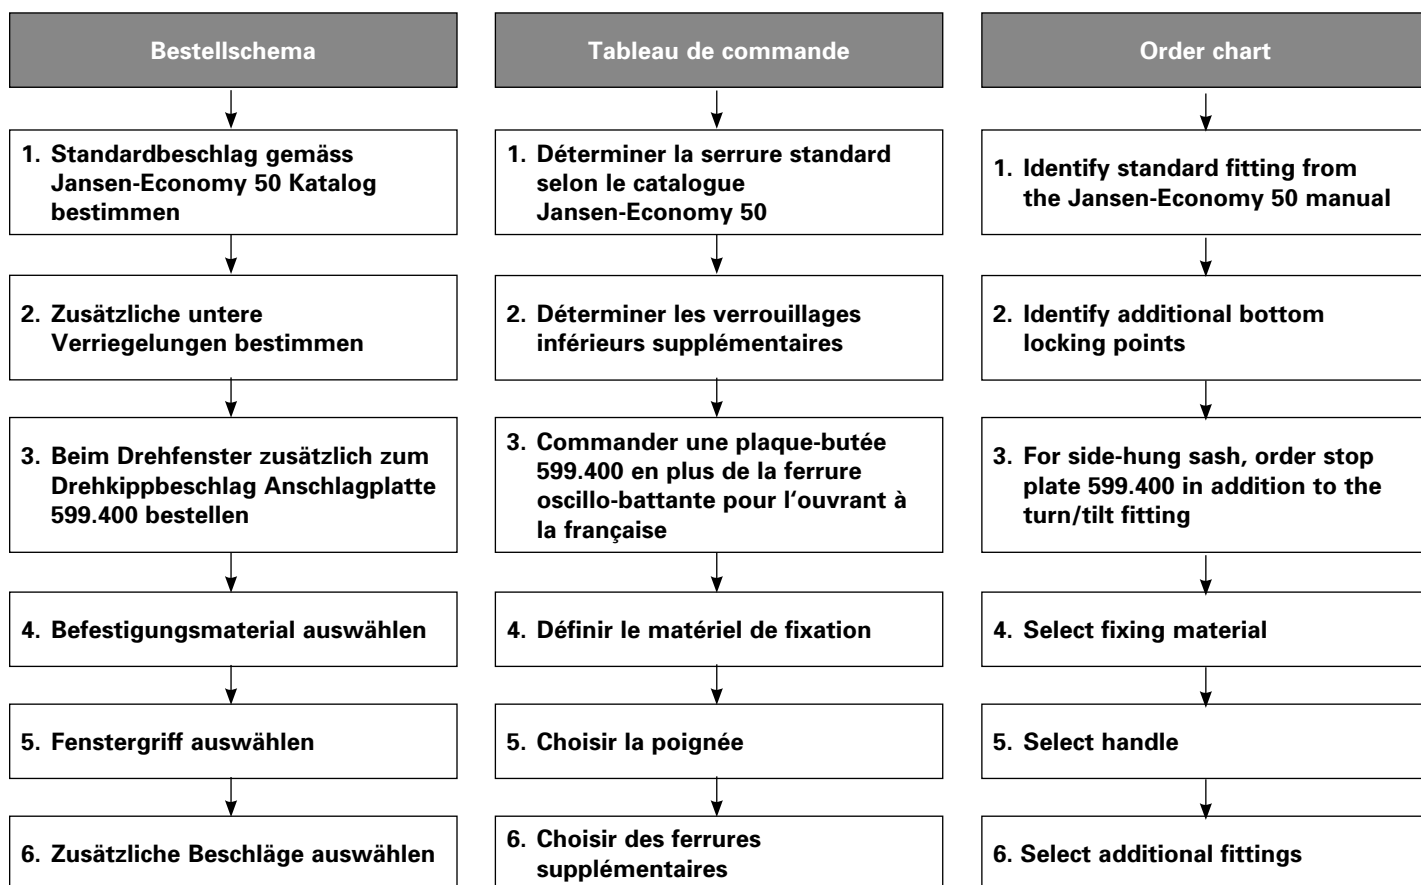 Bestellschema
1. Standardbeschlag gemäss
Jansen-Economy 50 Katalog
bestimmen
2. Zusätzliche untere
Verriegelungen bestimmen
3. Beim Drehfenster zusätzlich zum
Drehkippbeschlag Anschlagplatte
599.400 bestellen
4. Befestigungsmaterial auswählen
5. Fenstergriff auswählen
6. Zusätzliche Beschläge auswählen
Tableau de commande
1. Déterminer la serrure standard
selon le catalogue
Jansen-Economy 50
2. Déterminer les verrouillages
inférieurs supplémentaires
3. Commander une plaque-butée
599.400 en plus de la ferrure
oscillo-battante pour l‘ouvrant à
la française
4. Définir le matériel de fixation
5. Choisir la poignée
6. Choisir des ferrures
supplémentaires
Order chart
1. Identify standard fitting from
the Jansen-Economy 50 manual
2. Identify additional bottom
locking points
3. For side-hung sash, order stop
plate 599.400 in addition to the
turn/tilt fitting
4. Select fixing material
5. Select handle
6. Select additional fittings